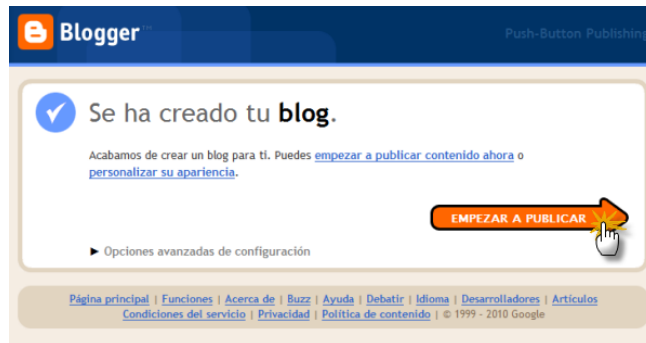 Blogger™
Push-Button Publishing
Se ha creado tu blog.
Acabamos de crear un blog para ti. Puedes empezar a publicar contenido ahora o
personalizar su apariencia.
EMPEZAR A PUBLICAR
► Opciones avanzadas de configuración
Página principal | Funciones | Acerca de | Buzz | Ayuda | Debatir | Idioma | Desarrolladores | Artículos
Condiciones del servicio | Privacidad | Política de contenido | © 1999 - 2010 Google